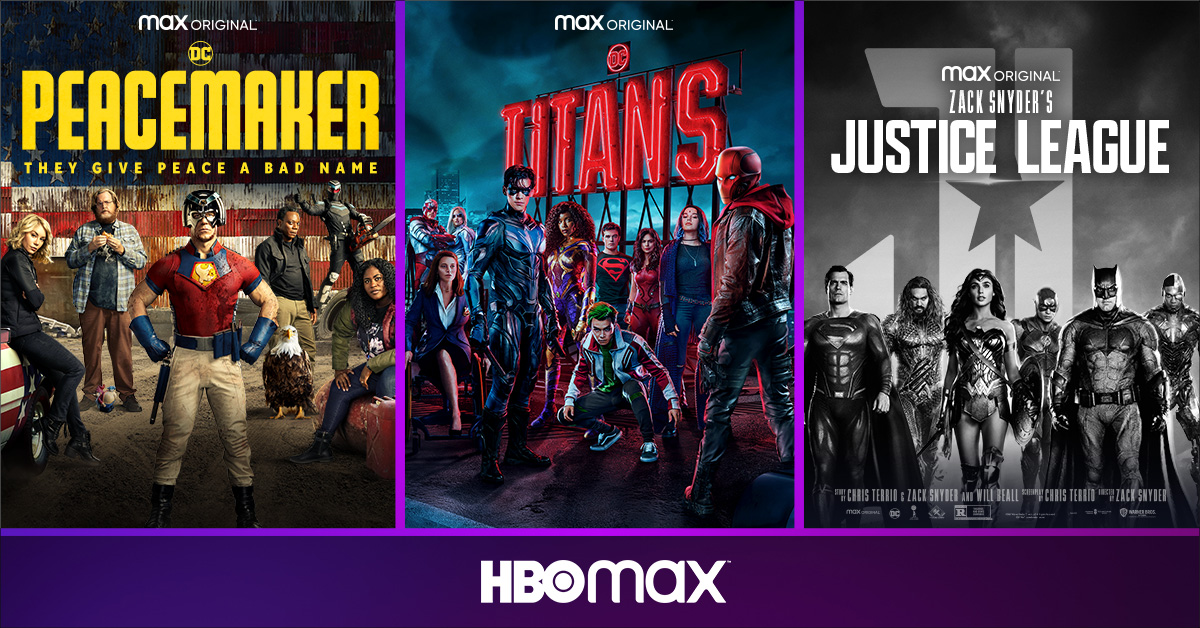 max ORIGINAL
DC
PEACEMAKER
THEY GIVE PEACE A BAD NAME
max ORIGINAL
DC
TITANS
max ORIGINAL
ZACK SNYDER'S
JUSTICE LEAGUE
STORY BY CHRIS TERRIO & ZACK SNYDER AND WILL BEALL SCREENPLAY BY CHRIS TERRIO DIRECTED BY ZACK SNYDER
max ORIGINAL DC R WARNER BROS.
HBOmax